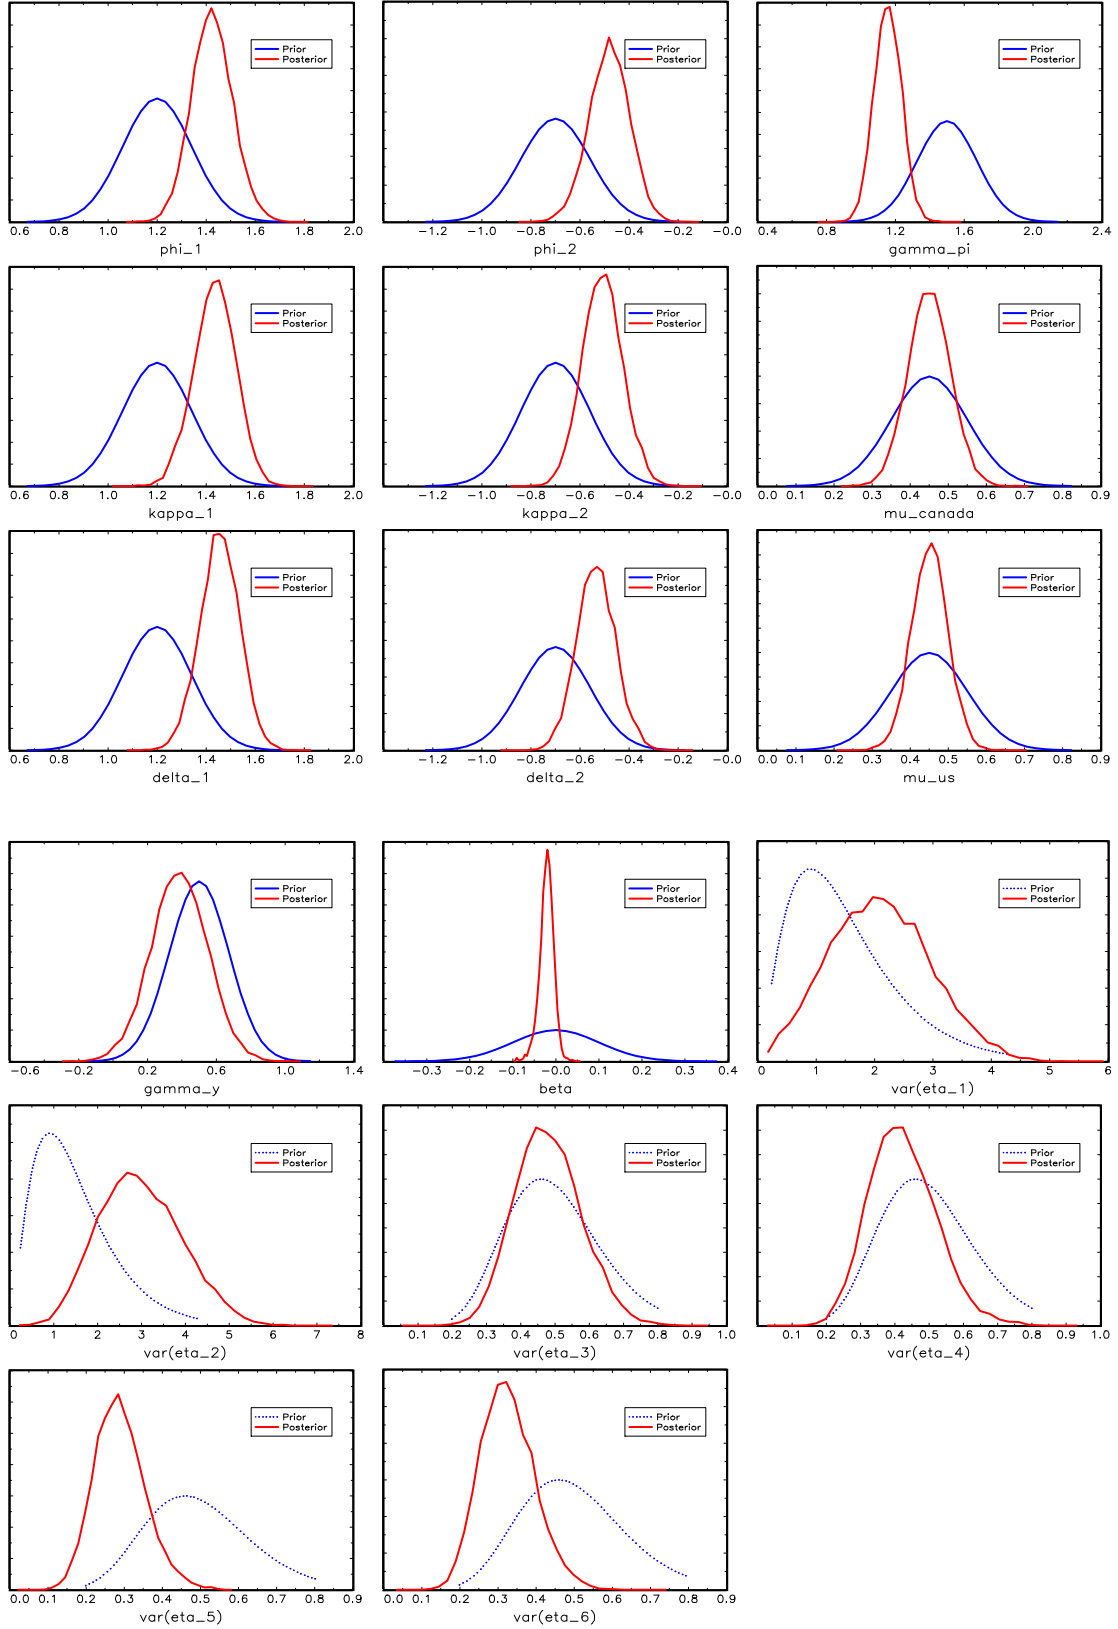 Prior
Posterior
0.6 0.8 1.0 1.2 1.4 1.6 1.8 2.0
phi_1
Prior
Posterior
−1.2 −1.0 −0.8 −0.6 −0.4 −0.2 −0.0
phi_2
Prior
Posterior
0.4 0.8 1.2 1.6 2.0 2.4
gamma_pi
Prior
Posterior
0.6 0.8 1.0 1.2 1.4 1.6 1.8 2.0
kappa_1
Prior
Posterior
−1.2 −1.0 −0.8 −0.6 −0.4 −0.2 −0.0
kappa_2
Prior
Posterior
0.0 0.1 0.2 0.3 0.4 0.5 0.6 0.7 0.8 0.9
mu_canada
Prior
Posterior
0.6 0.8 1.0 1.2 1.4 1.6 1.8 2.0
delta_1
Prior
Posterior
−1.2 −1.0 −0.8 −0.6 −0.4 −0.2 −0.0
delta_2
Prior
Posterior
0.0 0.1 0.2 0.3 0.4 0.5 0.6 0.7 0.8 0.9
mu_us
Prior
Posterior
−0.6 −0.2 0.2 0.6 1.0 1.4
gamma_y
Prior
Posterior
−0.3 −0.2 −0.1 −0.0 0.1 0.2 0.3 0.4
beta
Prior
Posterior
0 1 2 3 4 5 6
var(eta_1)
Prior
Posterior
0 1 2 3 4 5 6 7 8
var(eta_2)
Prior
Posterior
0.0 0.1 0.2 0.3 0.4 0.5 0.6 0.7 0.8 0.9 1.0
var(eta_3)
Prior
Posterior
0.0 0.1 0.2 0.3 0.4 0.5 0.6 0.7 0.8 0.9 1.0
var(eta_4)
Prior
Posterior
0.0 0.1 0.2 0.3 0.4 0.5 0.6 0.7 0.8 0.9
var(eta_5)
Prior
Posterior
0.0 0.1 0.2 0.3 0.4 0.5 0.6 0.7 0.8 0.9
var(eta_6)